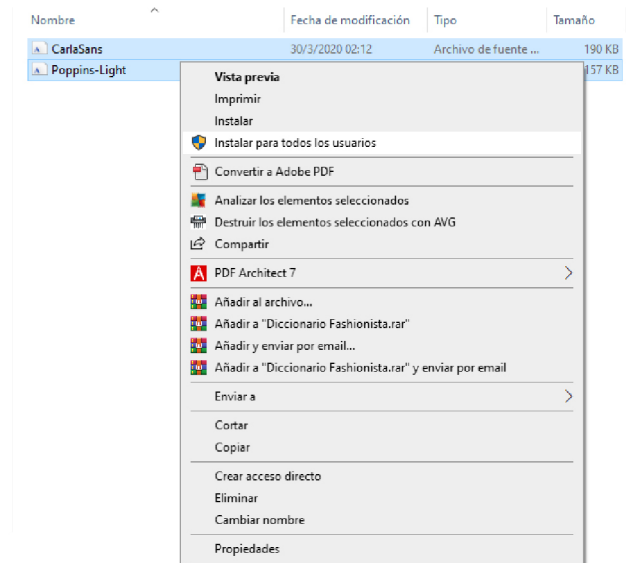 Nombre Fecha de modificación Tipo Tamaño
CarlaSans 30/3/2020 02:12 Archivo de fuente ... 190 KB
Poppins-Light 157 KB
Vista previa
Imprimir
Instalar
Instalar para todos los usuarios
Convertir a Adobe PDF
Analizar los elementos seleccionados
Destruir los elementos seleccionados con AVG
Compartir
PDF Architect 7
Añadir al archivo...
Añadir a "Diccionario Fashionista.rar"
Añadir y enviar por email...
Añadir a "Diccionario Fashionista.rar" y enviar por email
Enviar a
Cortar
Copiar
Crear acceso directo
Eliminar
Cambiar nombre
Propiedades